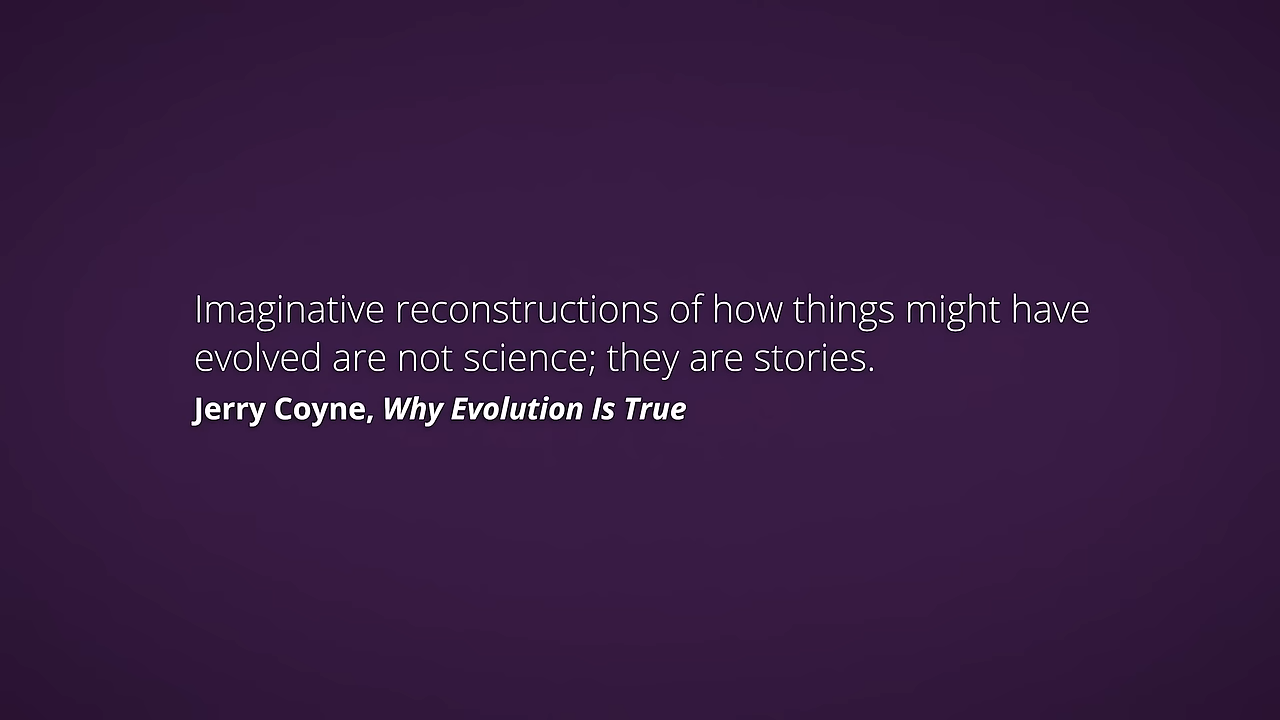 Imaginative reconstructions of how things might have
evolved are not science; they are stories.
Jerry Coyne, Why Evolution Is True